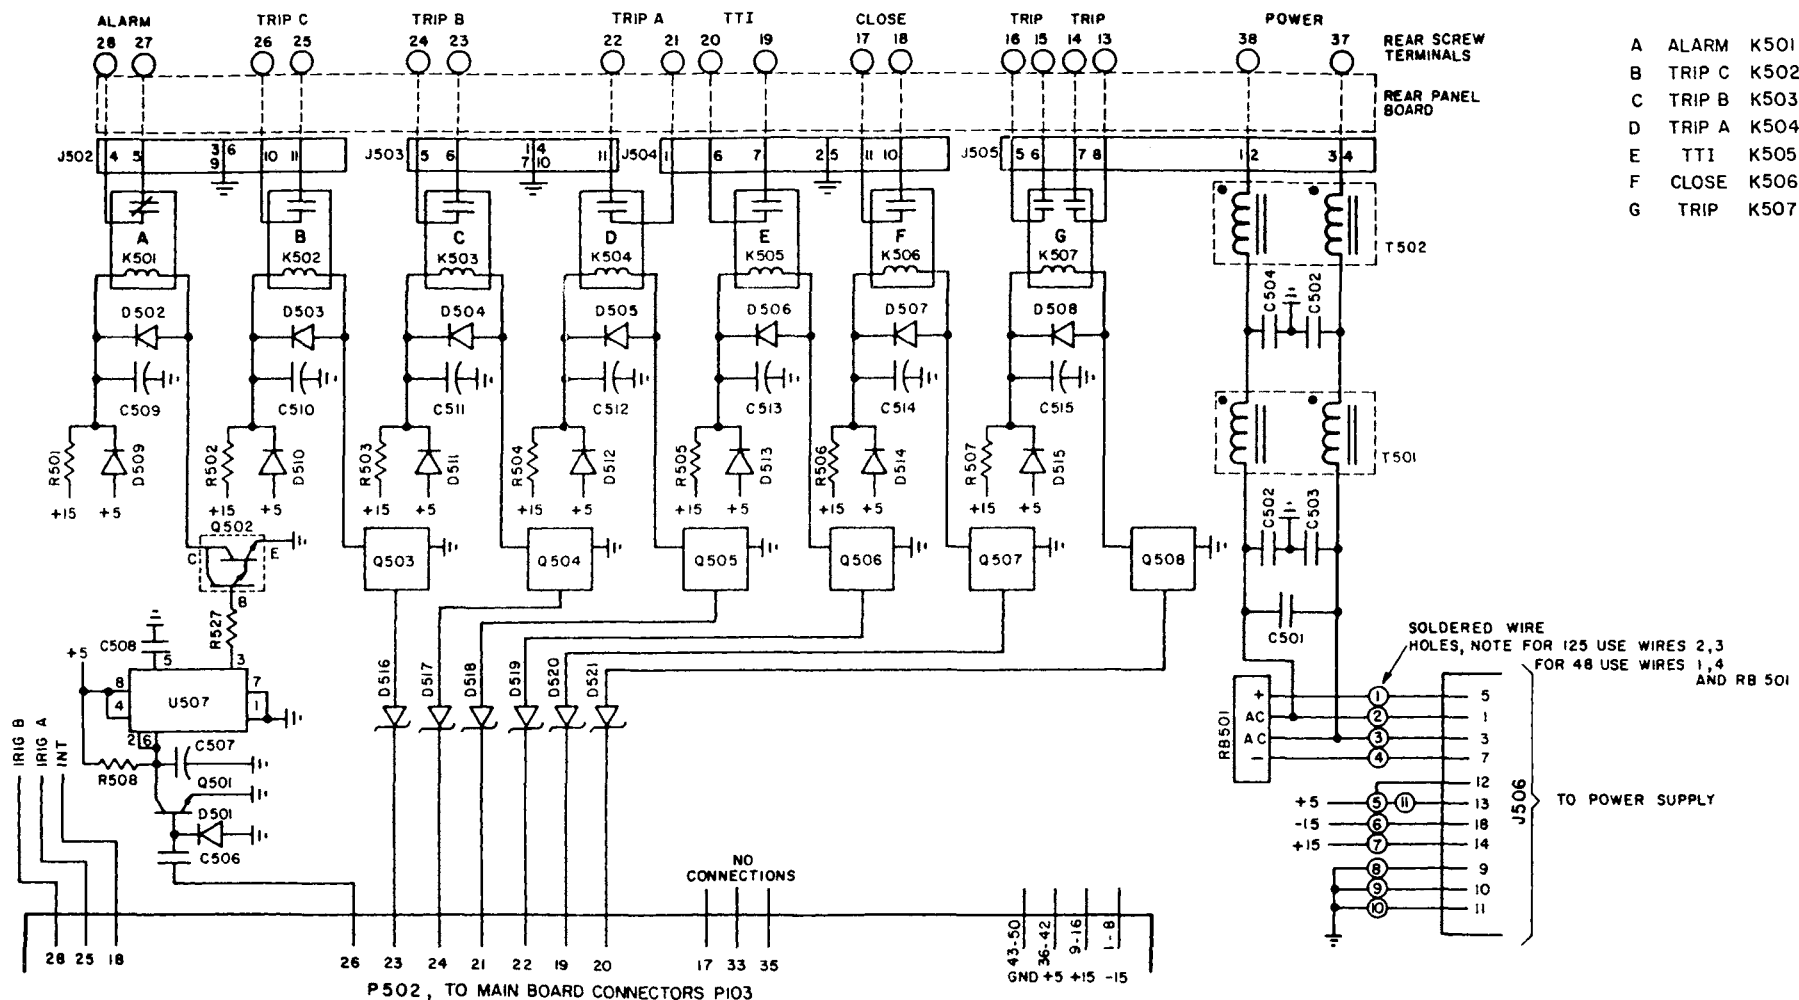 ALARM TRIP C TRIP B TRIP A TTI CLOSE TRIP TRIP POWER
28 27 26 25 24 23 22 21 20 19 17 18 16 15 14 13 38 37
REAR SCREW
TERMINALS
REAR PANEL
BOARD
A ALARM K501
B TRIP C K502
C TRIP B K503
D TRIP A K504
E TTI K505
F CLOSE K506
G TRIP K507
J502 4 5 3 9 6 10 11
J503 5 6 1 7 4 10 11
J504 1 6 7 2 5 11 10
J505 5 6 7 8 1 2 3 4
A B C D E F G
K501 K502 K503 K504 K505 K506 K507
T502
C504 C502
D502 D503 D504 D505 D506 D507 D508
C509 C510 C511 C512 C513 C514 C515
T501
R501 D509 R502 D510 R503 D511 R504 D512 R505 D513 R506 D514 R507 D515
+15 +5 +15 +5 +15 +5 +15 +5 +15 +5 +15 +5 +15 +5
C502 C503
Q502
C E
B
Q503 Q504 Q505 Q506 Q507 Q508
R527
C508
C501
+5
5 3
8 7
4 U507 1
2 6
C507
R508
Q501
D501
C506
IRIG B
IRIG A
INT
D516 D517 D518 D519 D520 D521
SOLDERED WIRE
HOLES, NOTE FOR 125 USE WIRES 2,3
FOR 48 USE WIRES 1,4
AND RB 501
RB501
+ 1 5
AC 2 1
AC 3 3
− 4 7
12
+5 5 11 13
-15 6 18
+15 7 14
8 9
9 10
10 11
J506
TO POWER SUPPLY
NO
CONNECTIONS
43-50 36-42 9-16 1-8
28 25 18 26 23 24 21 22 19 20 17 33 35
GND +5 +15 -15
P502, TO MAIN BOARD CONNECTORS P103